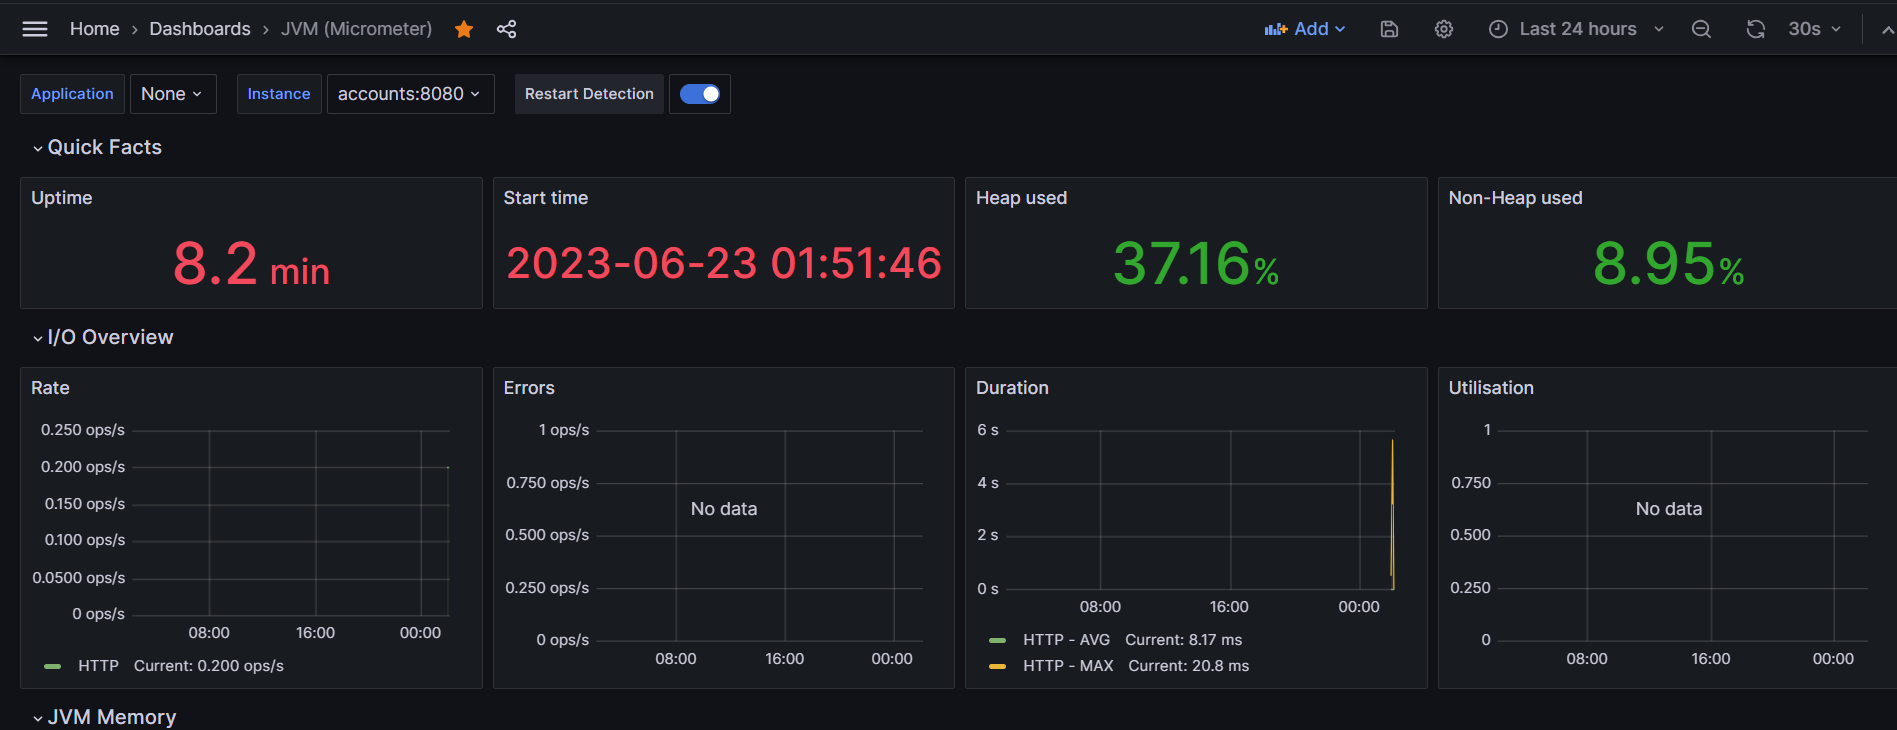 Home > Dashboards > JVM (Micrometer) Add Last 24 hours 30s
Application None Instance accounts:8080 Restart Detection
Quick Facts
Uptime
8.2 min
Start time
2023-06-23 01:51:46
Heap used
37.16%
Non-Heap used
8.95%
I/O Overview
Rate
0.250 ops/s
0.200 ops/s
0.150 ops/s
0.100 ops/s
0.0500 ops/s
0 ops/s
08:00 16:00 00:00
HTTP Current: 0.200 ops/s
Errors
1 ops/s
0.750 ops/s
No data
0.500 ops/s
0.250 ops/s
0 ops/s
08:00 16:00 00:00
Duration
6 s
4 s
2 s
0 s
08:00 16:00 00:00
HTTP - AVG Current: 8.17 ms
HTTP - MAX Current: 20.8 ms
Utilisation
1
0.750
No data
0.500
0.250
0
08:00 16:00 00:00
JVM Memory